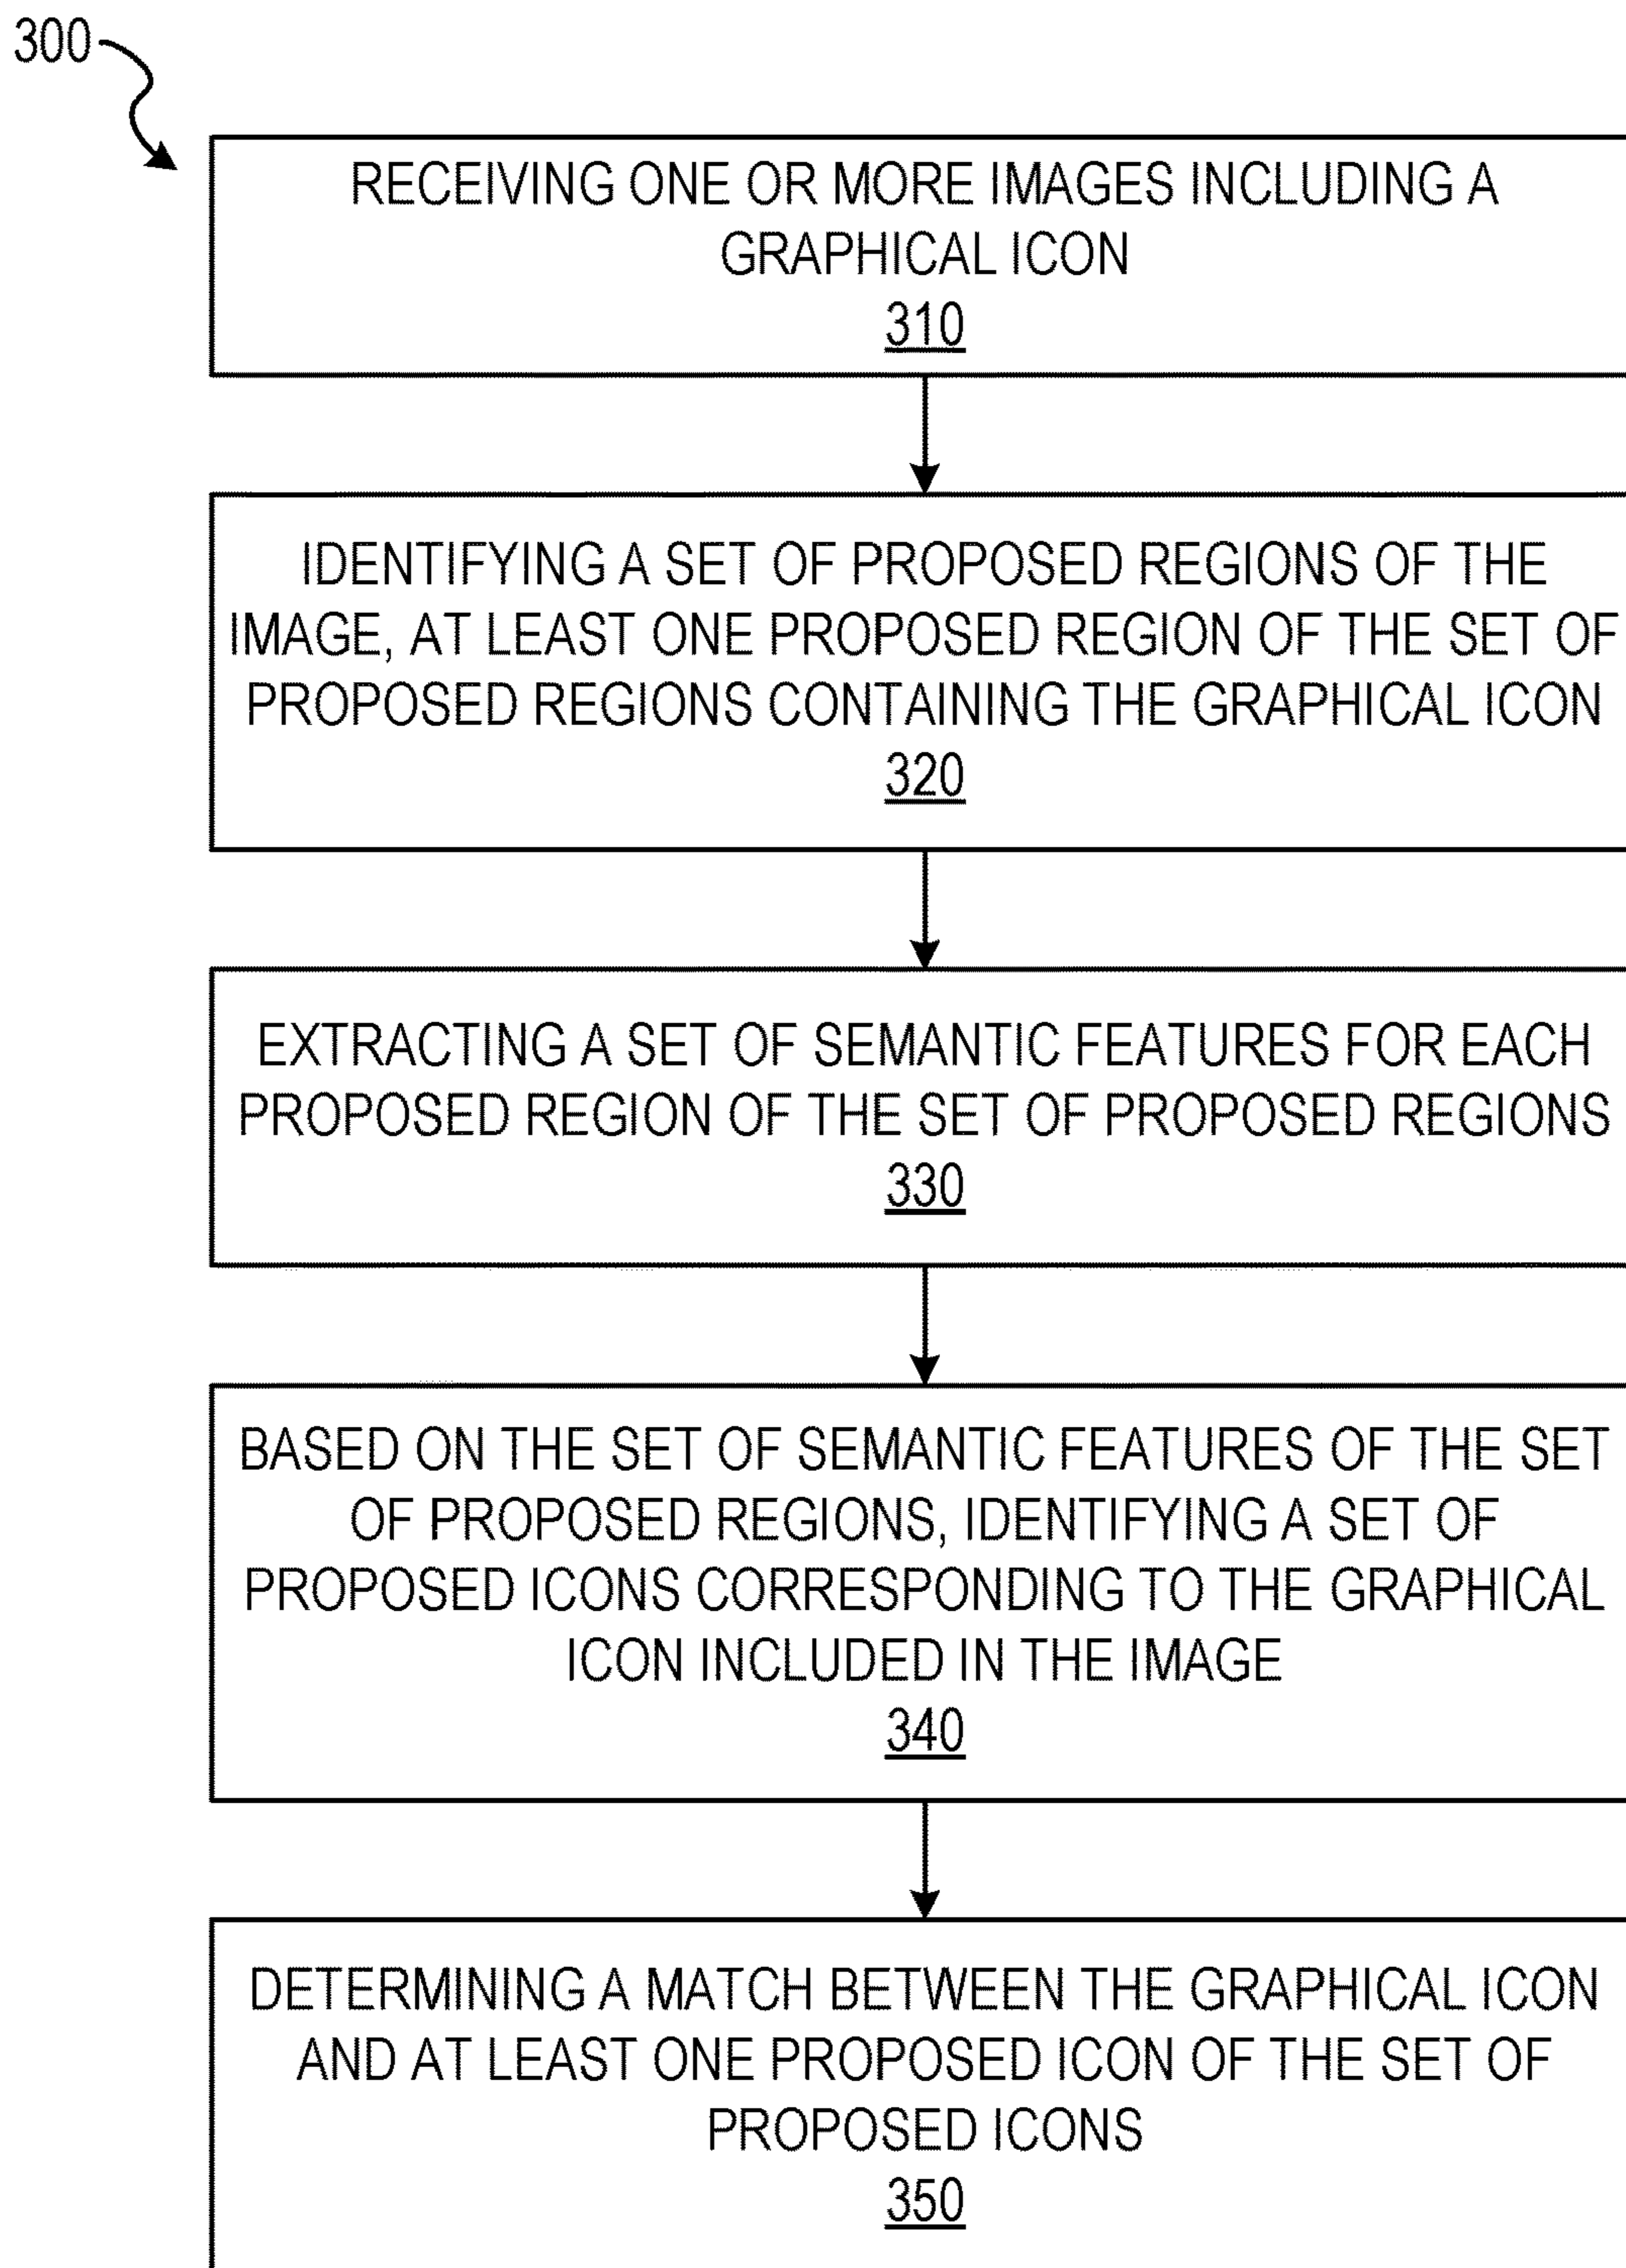 300
RECEIVING ONE OR MORE IMAGES INCLUDING A
GRAPHICAL ICON
310
IDENTIFYING A SET OF PROPOSED REGIONS OF THE
IMAGE, AT LEAST ONE PROPOSED REGION OF THE SET OF
PROPOSED REGIONS CONTAINING THE GRAPHICAL ICON
320
EXTRACTING A SET OF SEMANTIC FEATURES FOR EACH
PROPOSED REGION OF THE SET OF PROPOSED REGIONS
330
BASED ON THE SET OF SEMANTIC FEATURES OF THE SET
OF PROPOSED REGIONS, IDENTIFYING A SET OF
PROPOSED ICONS CORRESPONDING TO THE GRAPHICAL
ICON INCLUDED IN THE IMAGE
340
DETERMINING A MATCH BETWEEN THE GRAPHICAL ICON
AND AT LEAST ONE PROPOSED ICON OF THE SET OF
PROPOSED ICONS
350